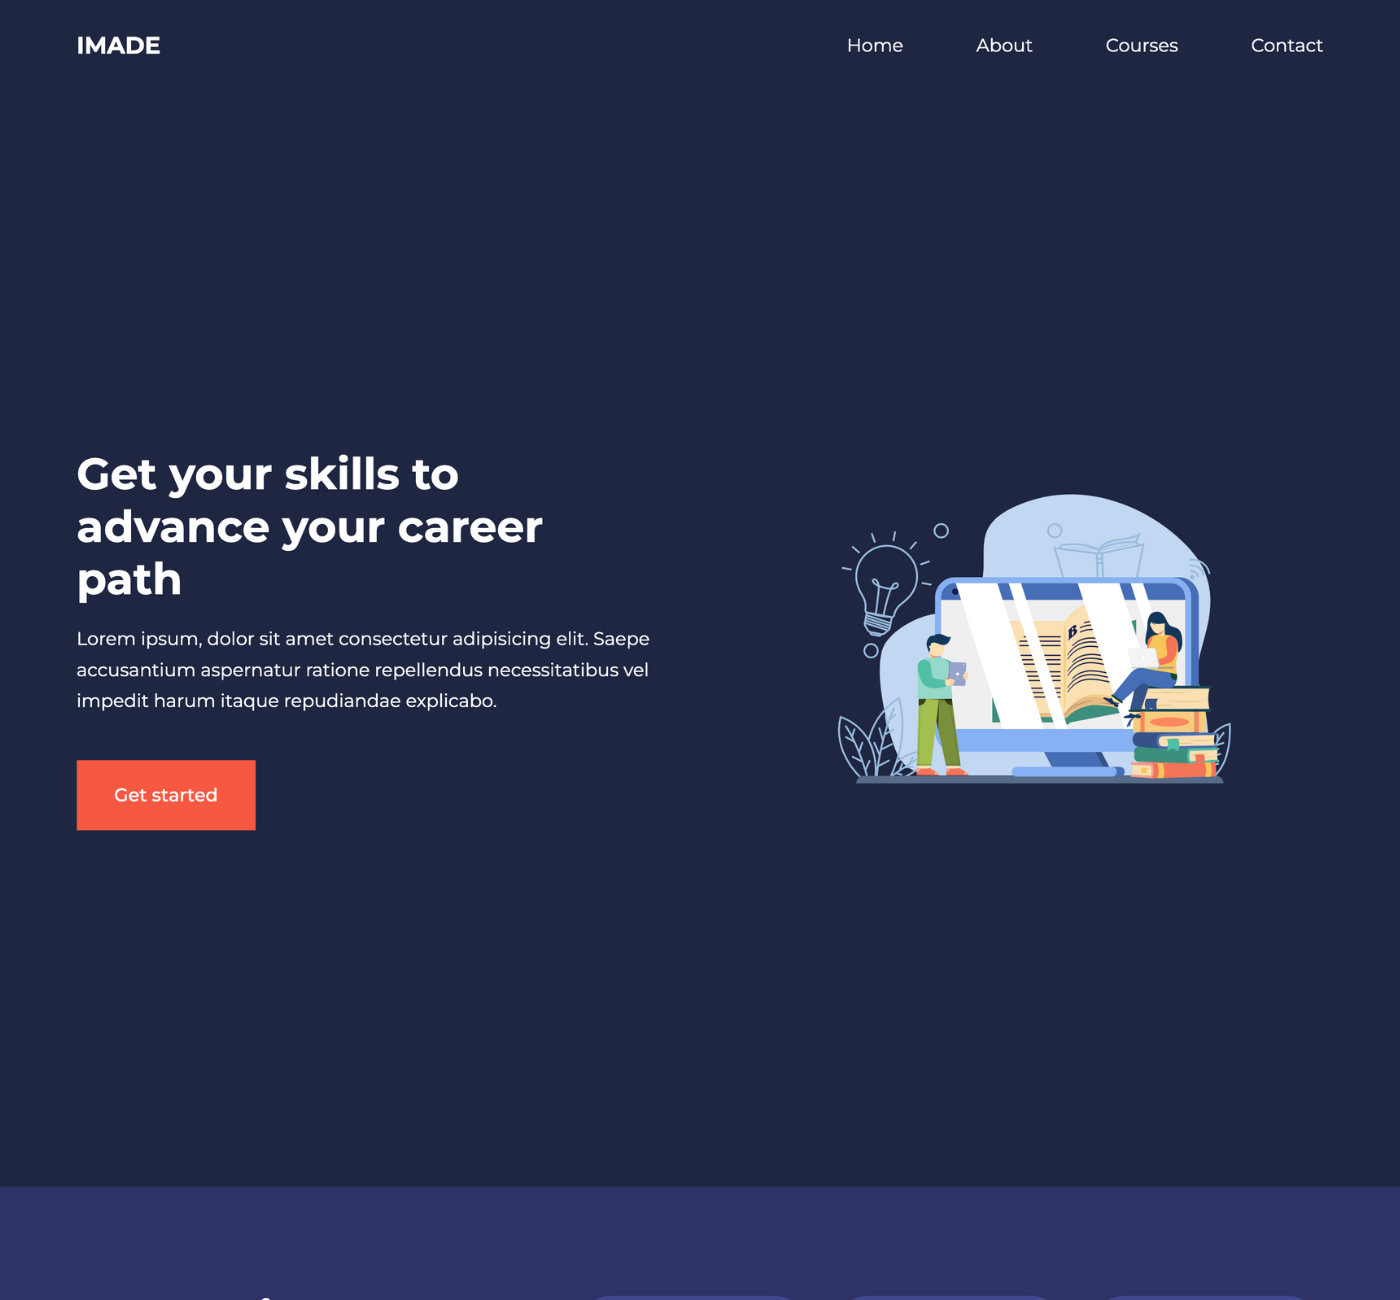 IMADE
Home
About
Courses
Contact
Get your skills to
advance your career
path
Lorem ipsum, dolor sit amet consectetur adipisicing elit. Saepe
accusantium aspernatur ratione repellendus necessitatibus vel
impedit harum itaque repudiandae explicabo.
Get started
B